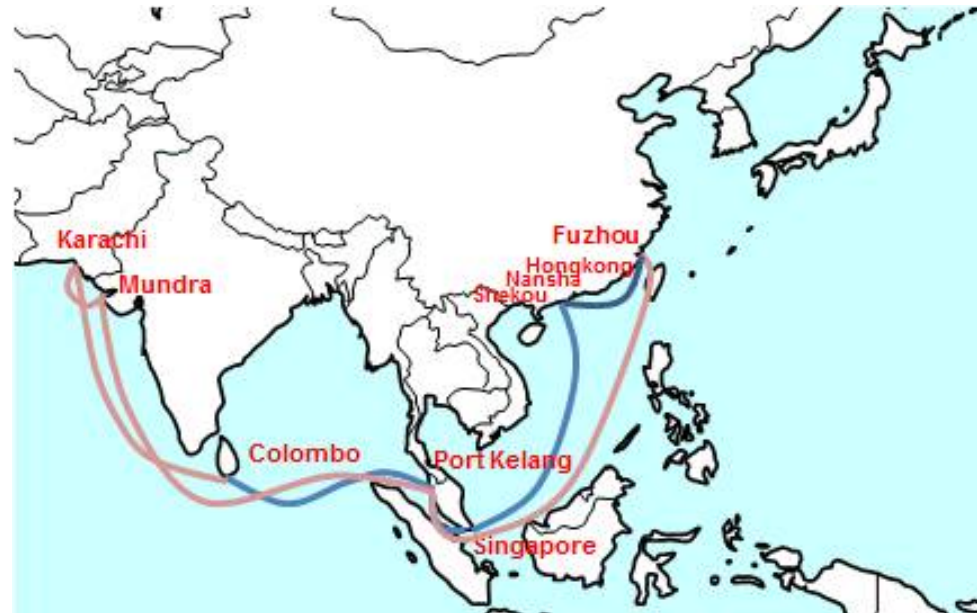 Fuzhou
Karachi
Hongkong
Nansha
Mundra
Shekou
Colombo
Port Kelang
Singapore